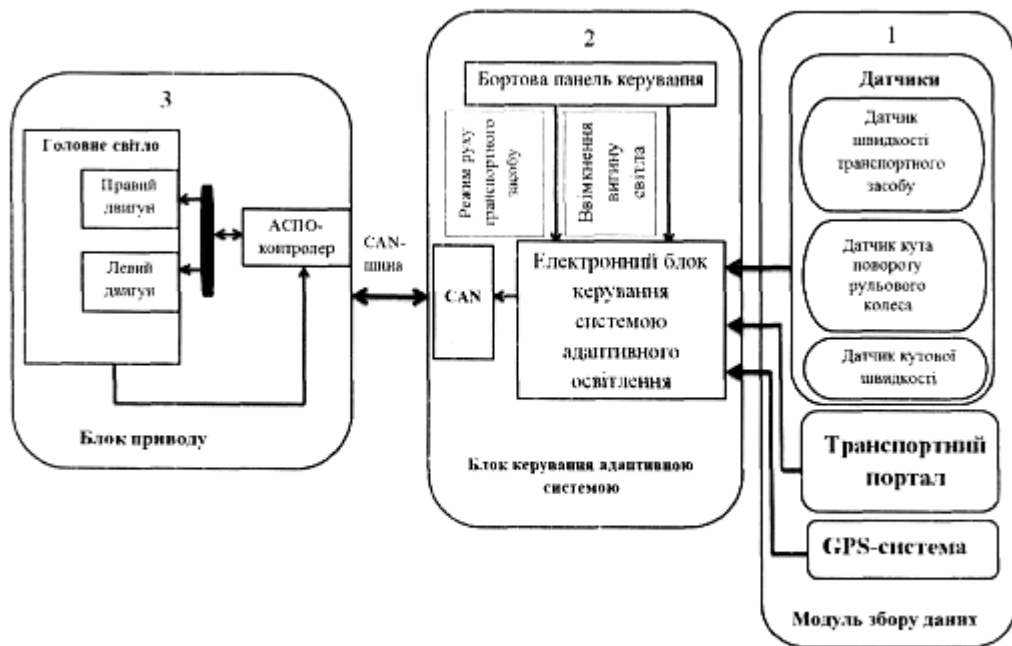 3
Головне світло
Правий
двигун
Левий
двигун
АСПО-
контролер
Блок приводу
CAN-
шина
2
Бортова панель керування
Режим руху
транспортного
засобу
Ввімкнення
вигину
світла
CAN
Електронний блок
керування
системою
адаптивного
освітлення
Блок керування адаптивною
системою
1
Датчики
Датчик
швидкості
транспортного
засобу
Датчик кута
повороту
рульового
колеса
Датчик кутової
швидкості
Транспортний
портал
GPS-система
Модуль збору даних